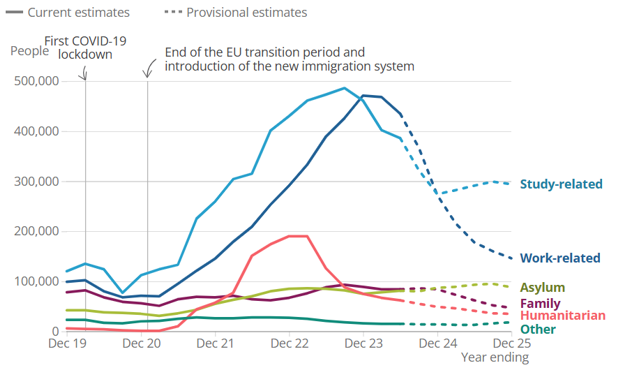 Current estimates
Provisional estimates
People
First COVID-19
lockdown
End of the EU transition period and
introduction of the new immigration system
500,000
400,000
300,000
200,000
100,000
0
Study-related
Work-related
Asylum
Family
Humanitarian
Other
Dec 19
Dec 20
Dec 21
Dec 22
Dec 23
Dec 24
Dec 25
Year ending